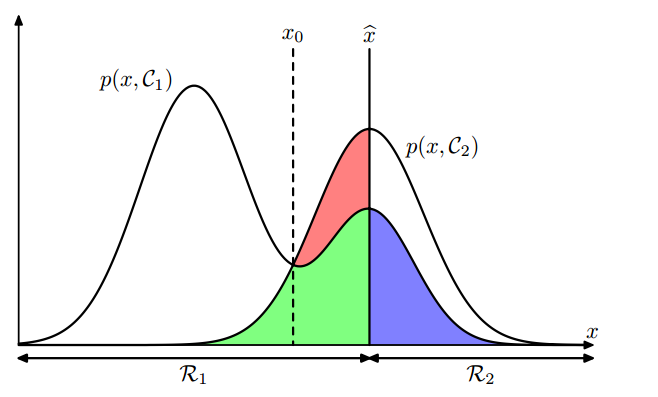 x₀
x̂
p(x, 𝒞₁)
p(x, 𝒞₂)
x
ℛ₁
ℛ₂